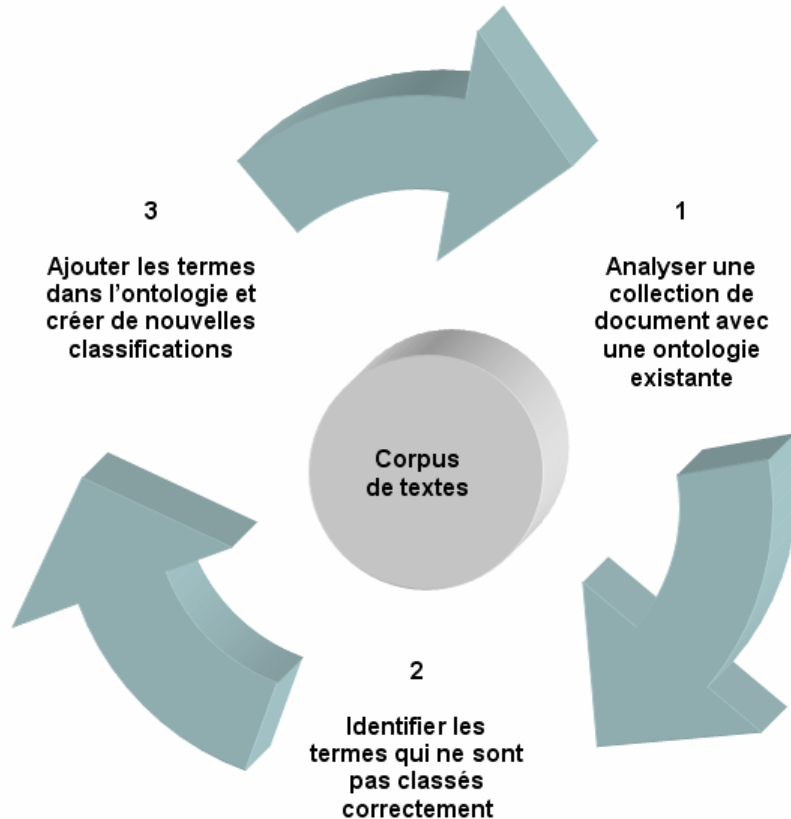 1
Analyser une
collection de
document avec
une ontologie
existante
2
Identifier les
termes qui ne sont
pas classés
correctement
3
Ajouter les termes
dans l’ontologie et
créer de nouvelles
classifications
Corpus
de textes